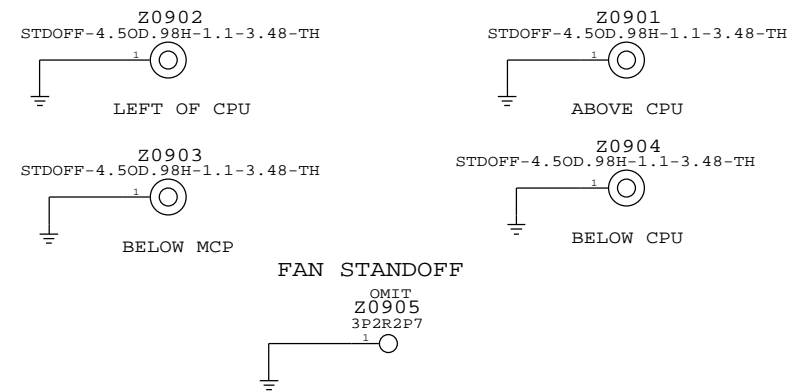 Z0902
STDOFF-4.5OD.98H-1.1-3.48-TH
1
LEFT OF CPU
Z0901
STDOFF-4.5OD.98H-1.1-3.48-TH
1
ABOVE CPU
Z0903
STDOFF-4.5OD.98H-1.1-3.48-TH
1
BELOW MCP
Z0904
STDOFF-4.5OD.98H-1.1-3.48-TH
1
BELOW CPU
FAN STANDOFF
OMIT
Z0905
3P2R2P7
1